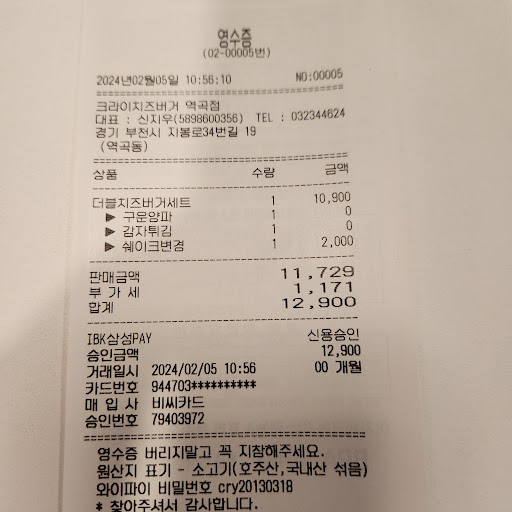 영수증
(02-00005번)
2024년02월05일 10:56:10 NO:00005
크라이치즈버거 역곡점
대표 : 신지우(5898600356) TEL : 032344624
경기 부천시 지봉로34번길 19
(역곡동)
상품 수량 금액
더블치즈버거세트 1 10,900
▶ 구운양파 1 0
▶ 감자튀김 1 0
▶ 쉐이크변경 1 2,000
판매금액 11,729
부 가 세 1,171
합계 12,900
IBK삼성PAY 신용승인
승인금액 12,900
거래일시 2024/02/05 10:56 00 개월
카드번호 944703**********
매 입 사 비씨카드
승인번호 79403972
영수증 버리지말고 꼭 지참해주세요.
원산지 표기 - 소고기(호주산,국내산 섞음)
와이파이 비밀번호 cry20130318
* 찾아주셔서 감사합니다.